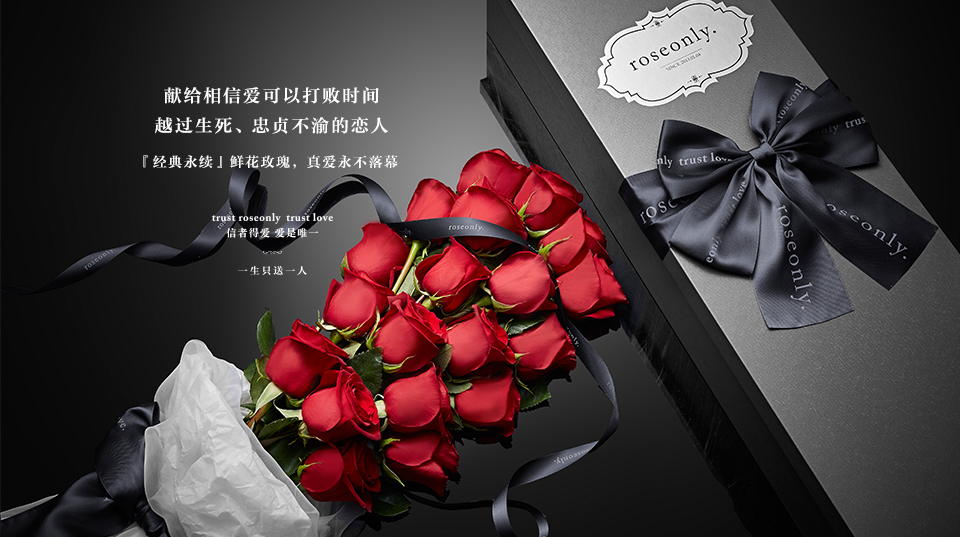 献给相信爱可以打败时间
越过生死、忠贞不渝的恋人
『经典永续』鲜花玫瑰，真爱永不落幕
trust roseonly trust love
信者得爱 爱是唯一
一生只送一人
roseonly.
roseonly.
roseonly.
roseonly.
roseonly.
trust love
roseonly.